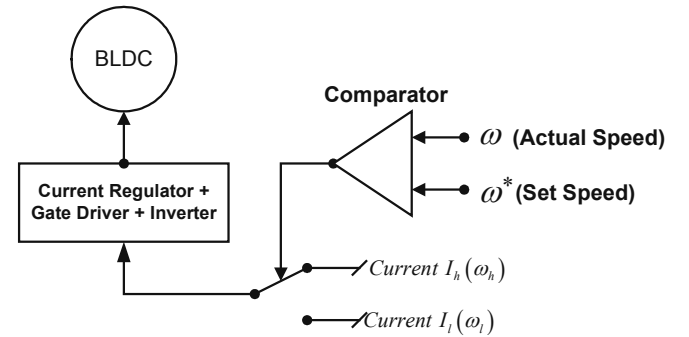 BLDC
Comparator
ω (Actual Speed)
ω* (Set Speed)
Current Regulator +
Gate Driver + Inverter
Current I_h(ω_h)
Current I_l(ω_l)